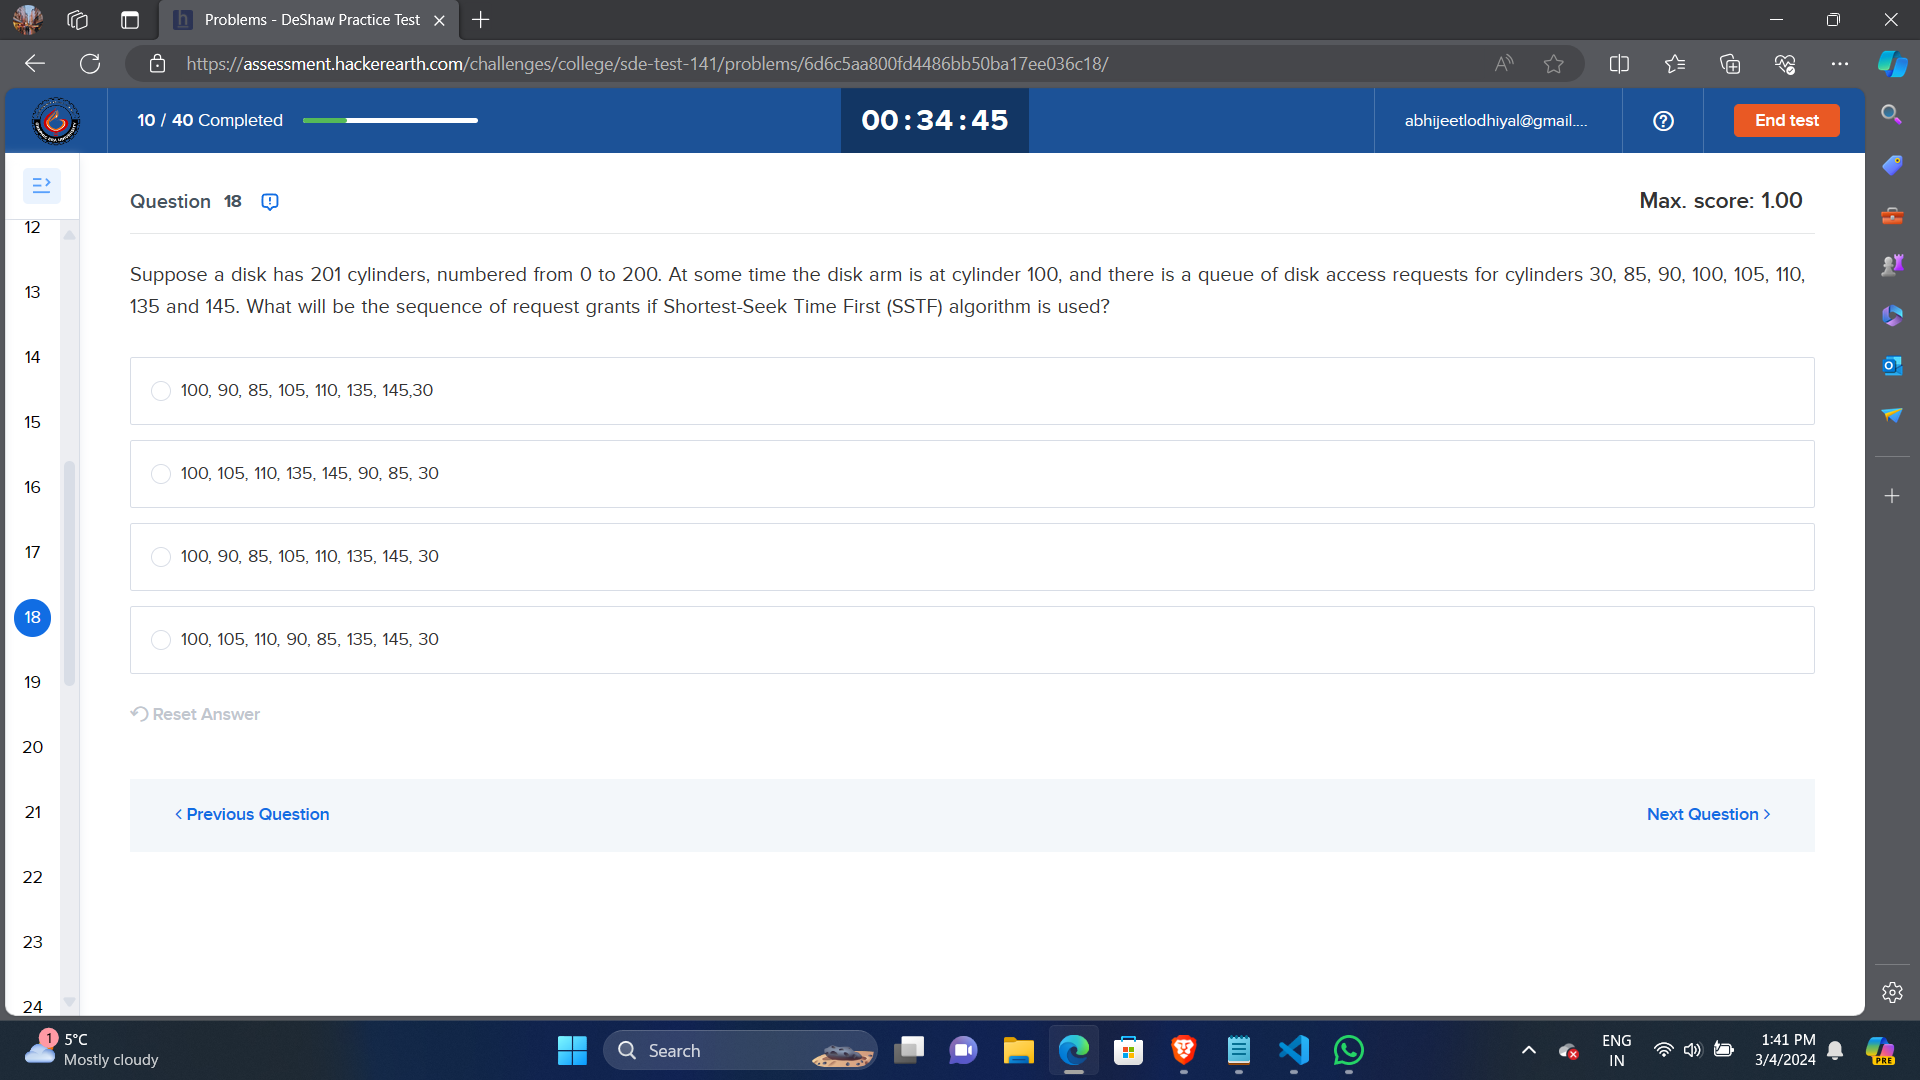 Problems - DeShaw Practice Test
https://assessment.hackerearth.com/challenges/college/sde-test-141/problems/6d6c5aa800fd4486bb50ba17ee036c18/
10 / 40 Completed
00:34:45
abhijeetlodhiyal@gmail....
End test
Question 18
Max. score: 1.00
12
13
14
15
16
17
18
19
20
21
22
23
24
Suppose a disk has 201 cylinders, numbered from 0 to 200. At some time the disk arm is at cylinder 100, and there is a queue of disk access requests for cylinders 30, 85, 90, 100, 105, 110,
135 and 145. What will be the sequence of request grants if Shortest-Seek Time First (SSTF) algorithm is used?
100, 90, 85, 105, 110, 135, 145,30
100, 105, 110, 135, 145, 90, 85, 30
100, 90, 85, 105, 110, 135, 145, 30
100, 105, 110, 90, 85, 135, 145, 30
Reset Answer
< Previous Question
Next Question >
1
5°C
Mostly cloudy
Search
ENG
IN
1:41 PM
3/4/2024
PRE